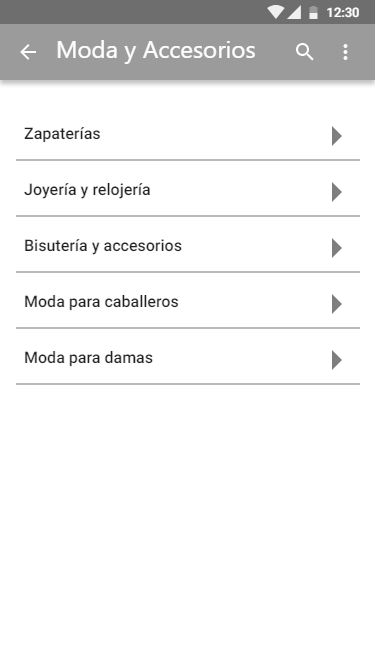 12:30
Moda y Accesorios
Zapaterías
Joyería y relojería
Bisutería y accesorios
Moda para caballeros
Moda para damas